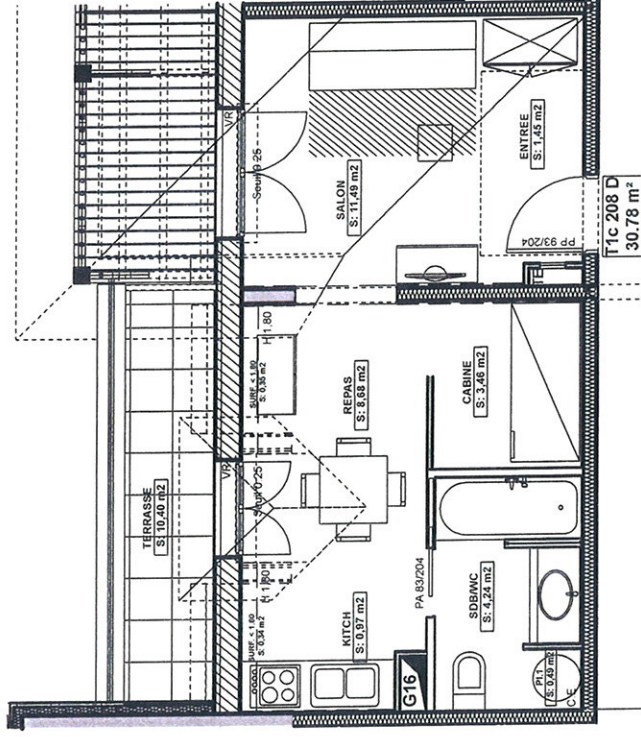 VR
Seuil 0.25
SALON
S: 11,49 m2
ENTREE
S: 1,45 m2
PP 93/204
T1c 208 D
30.78 m²
TERRASSE
S: 10,40 m2
SURF. < 1.80
S: 0,35 m2
H 1,80
REPAS
S: 8,68 m2
CABINE
S: 3,46 m2
VR
Seuil 0.25
SURF. < 1.80
S: 0,34 m2
H 1,80
KITCH
S: 0,97 m2
PA 83/204
G16
SDB/WC
S: 4,24 m2
Pl.1
S: 0,49 m2
C.E